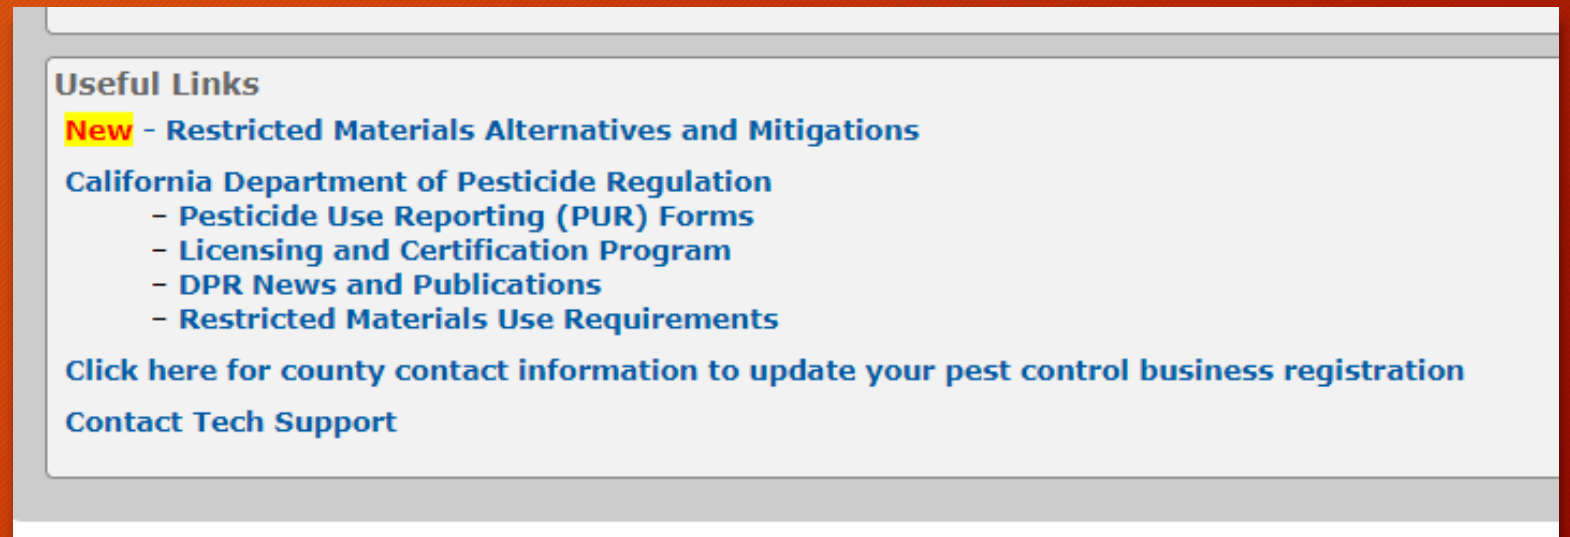 Useful Links
New - Restricted Materials Alternatives and Mitigations
California Department of Pesticide Regulation
– Pesticide Use Reporting (PUR) Forms
– Licensing and Certification Program
– DPR News and Publications
– Restricted Materials Use Requirements
Click here for county contact information to update your pest control business registration
Contact Tech Support